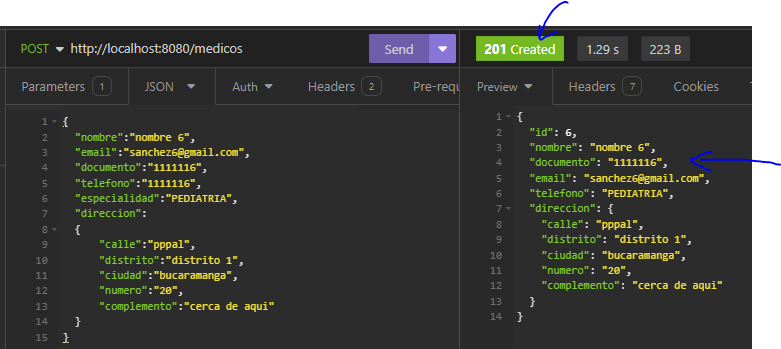 POST http://localhost:8080/medicos Send 201 Created 1.29 s 223 B
Parameters 1 JSON Auth Headers 2 Pre-requ Preview Headers 7 Cookies
1 {
2 "nombre":"nombre 6",
3 "email":"sanchez6@gmail.com",
4 "documento":"1111116",
5 "telefono":"1111116",
6 "especialidad":"PEDIATRIA",
7 "direccion":
8 {
9 "calle":"pppal",
10 "distrito":"distrito 1",
11 "ciudad":"bucaramanga",
12 "numero":"20",
13 "complemento":"cerca de aqui"
14 }
15 }
1 {
2 "id": 6,
3 "nombre": "nombre 6",
4 "documento": "1111116",
5 "email": "sanchez6@gmail.com",
6 "telefono": "PEDIATRIA",
7 "direccion": {
8 "calle": "pppal",
9 "distrito": "distrito 1",
10 "ciudad": "bucaramanga",
11 "numero": "20",
12 "complemento": "cerca de aqui"
13 }
14 }